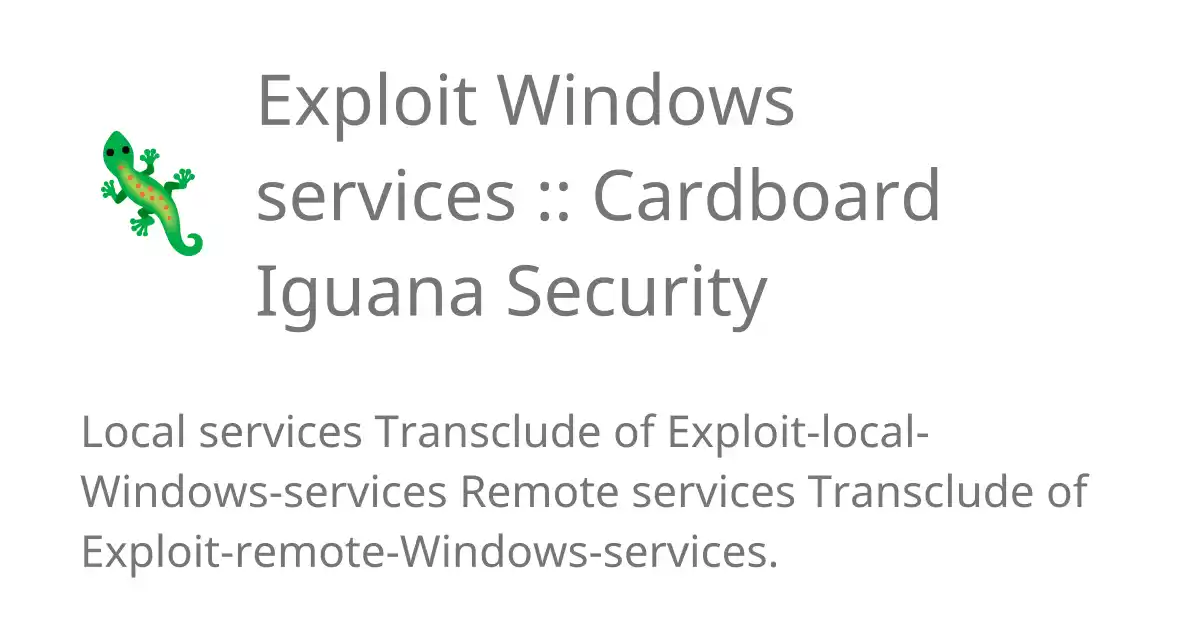 Exploit Windows
services :: Cardboard
Iguana Security
Local services Transclude of Exploit-local-
Windows-services Remote services Transclude of
Exploit-remote-Windows-services.